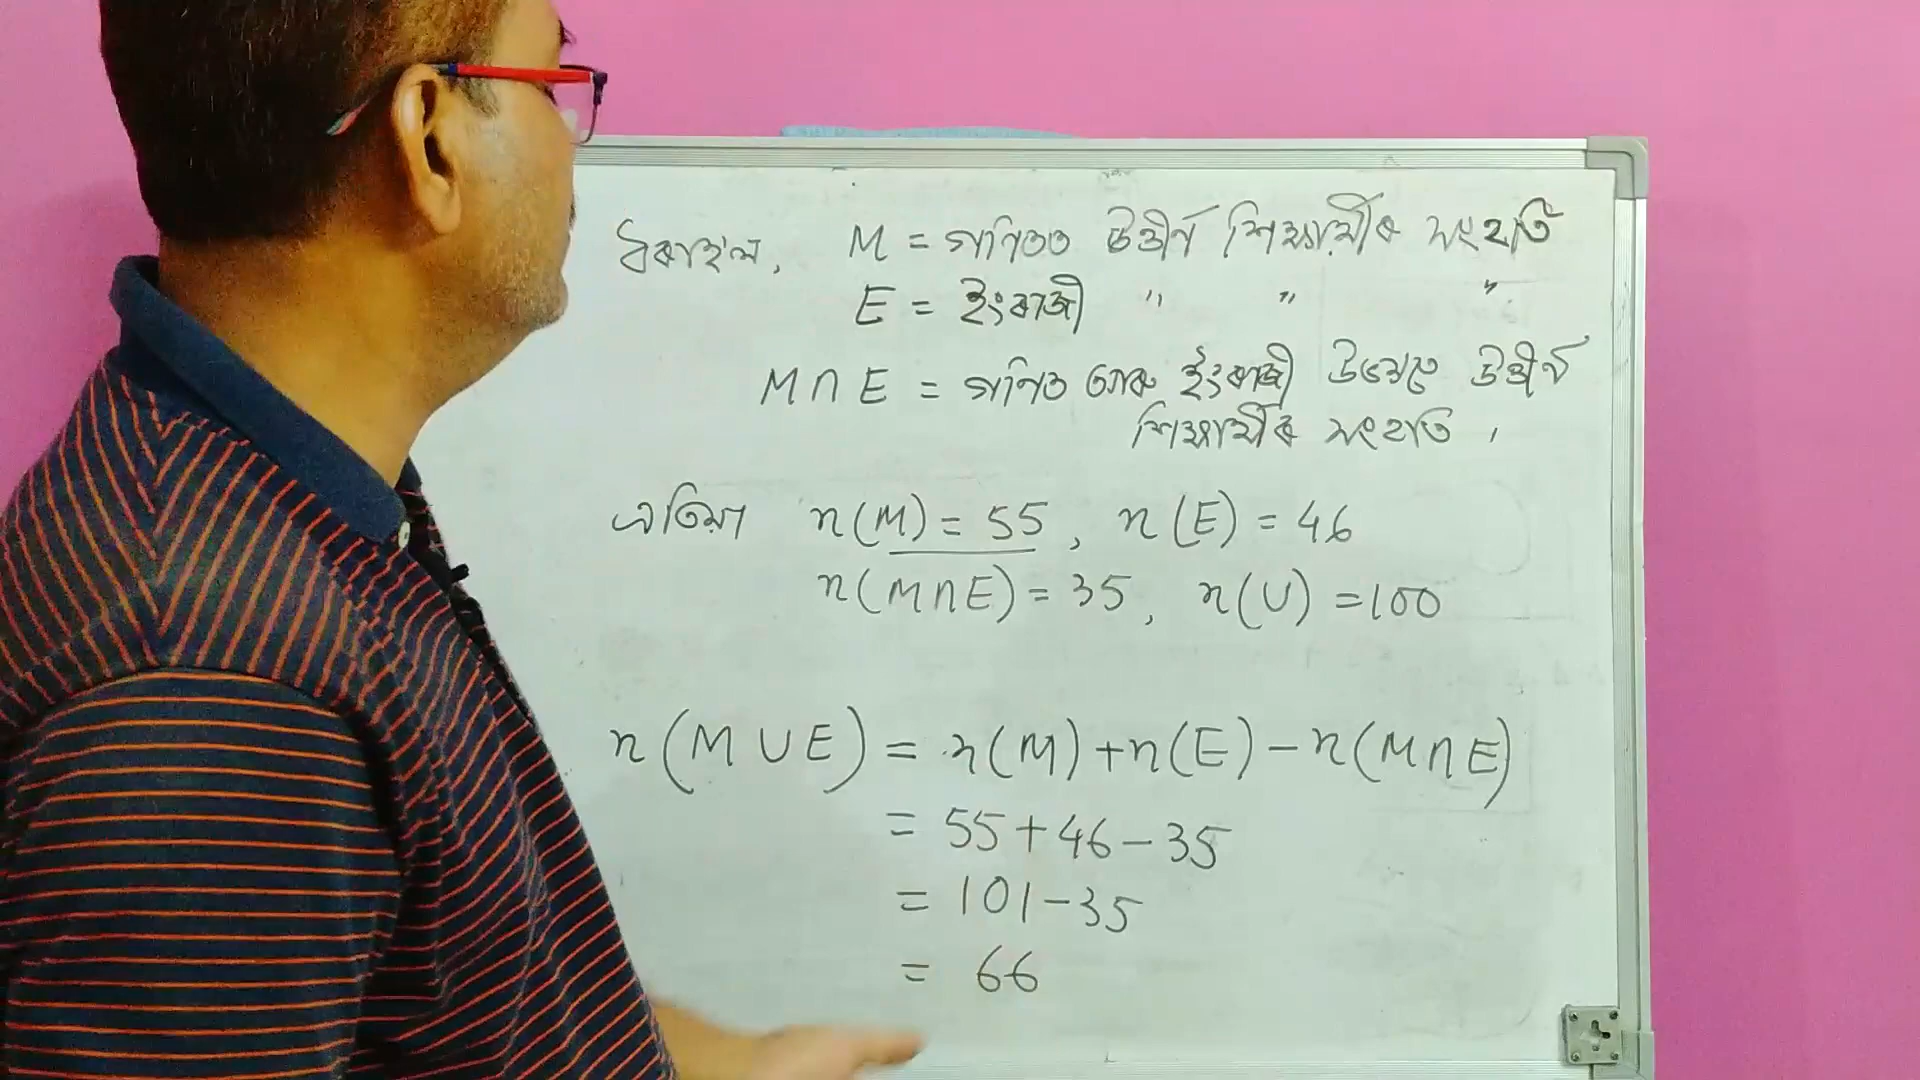 ধৰাহ'ল, M = গণিতত উত্তীৰ্ণ শিক্ষাৰ্থীৰ সংহতি
E = ইংৰাজী " " "
M ∩ E = গণিত আৰু ইংৰাজী উভয়তে উত্তীৰ্ণ
শিক্ষাৰ্থীৰ সংহতি ,
এতিয়া n(M) = 55 , n(E) = 46
n(M∩E) = 35 , n(U) = 100
n(M∪E) = n(M) + n(E) − n(M∩E)
= 55 + 46 − 35
= 101 − 35
= 66